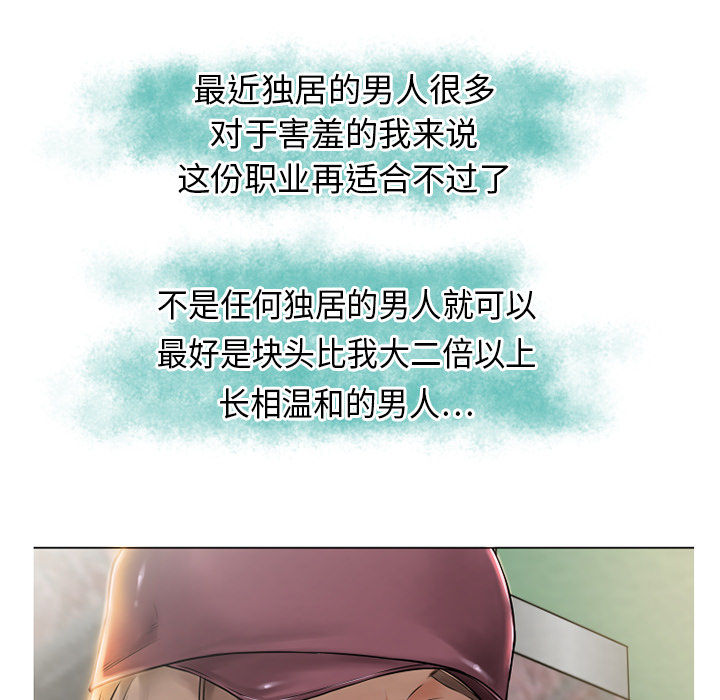 最近独居的男人很多
对于害羞的我来说
这份职业再适合不过了
不是任何独居的男人就可以
最好是块头比我大二倍以上
长相温和的男人...